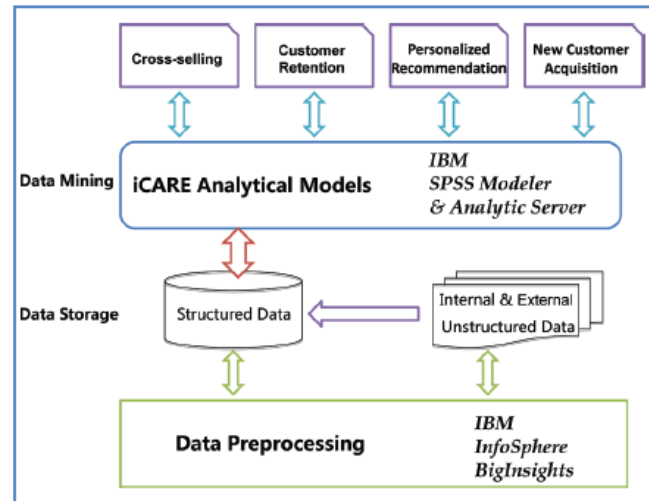 Cross-selling
Customer
Retention
Personalized
Recommendation
New Customer
Acquisition
Data Mining
iCARE Analytical Models
IBM
SPSS Modeler
& Analytic Server
Data Storage
Structured Data
Internal & External
Unstructured Data
Data Preprocessing
IBM
InfoSphere
BigInsights